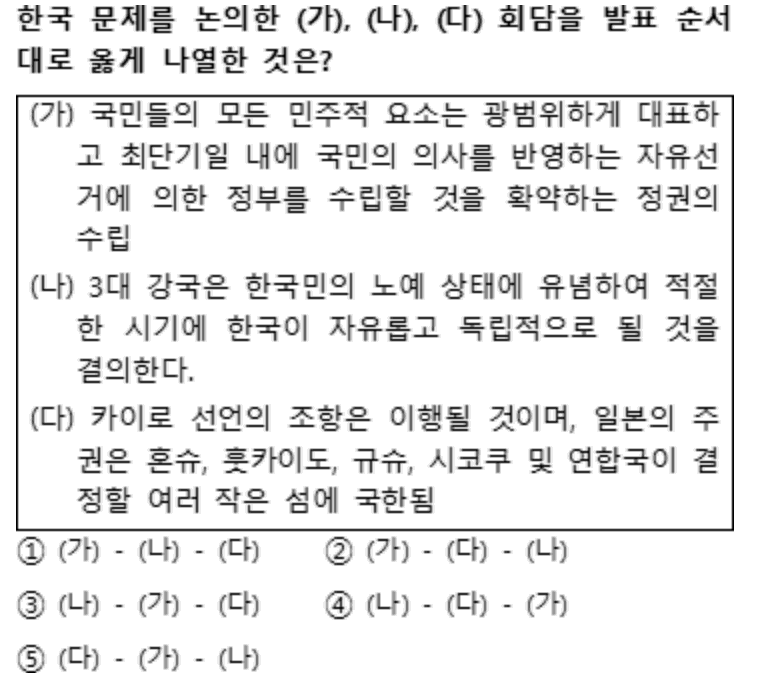 한국 문제를 논의한 (가), (나), (다) 회담을 발표 순서
대로 옳게 나열한 것은?
(가) 국민들의 모든 민주적 요소는 광범위하게 대표하
고 최단기일 내에 국민의 의사를 반영하는 자유선
거에 의한 정부를 수립할 것을 확약하는 정권의
수립
(나) 3대 강국은 한국민의 노예 상태에 유념하여 적절
한 시기에 한국이 자유롭고 독립적으로 될 것을
결의한다.
(다) 카이로 선언의 조항은 이행될 것이며, 일본의 주
권은 혼슈, 홋카이도, 규슈, 시코쿠 및 연합국이 결
정할 여러 작은 섬에 국한됨
① (가) - (나) - (다) ② (가) - (다) - (나)
③ (나) - (가) - (다) ④ (나) - (다) - (가)
⑤ (다) - (가) - (나)